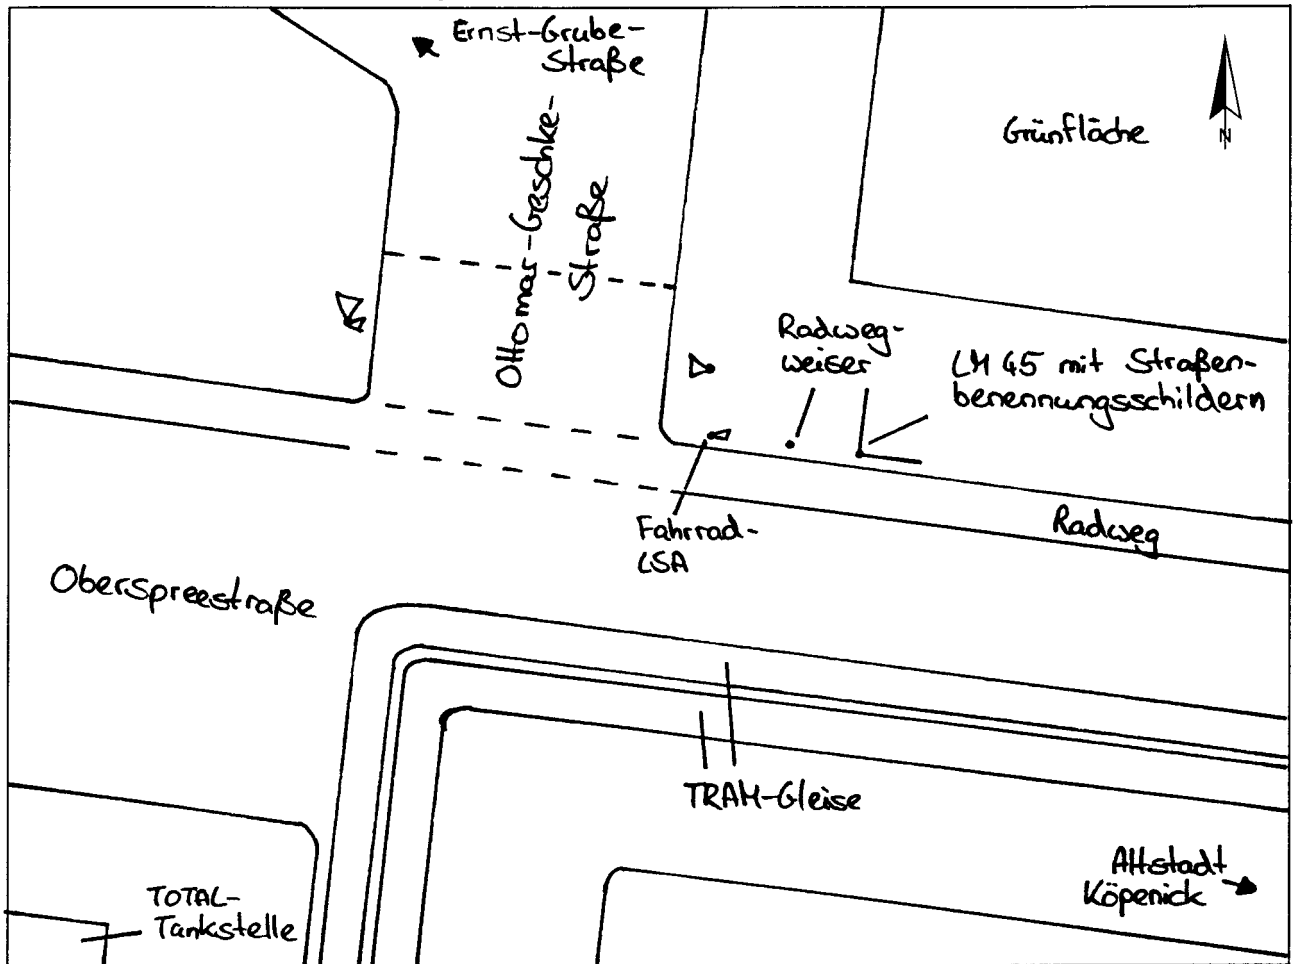 Ernst-Grube-
Straße
N
Grünfläche
Ottomar-Geschke-
Straße
Radweg-
weiser
LM 45 mit Straßen-
benennungsschildern
Fahrrad-
LSA
Radweg
Oberspreestraße
TRAM-Gleise
Altstadt
Köpenick
TOTAL-
Tankstelle